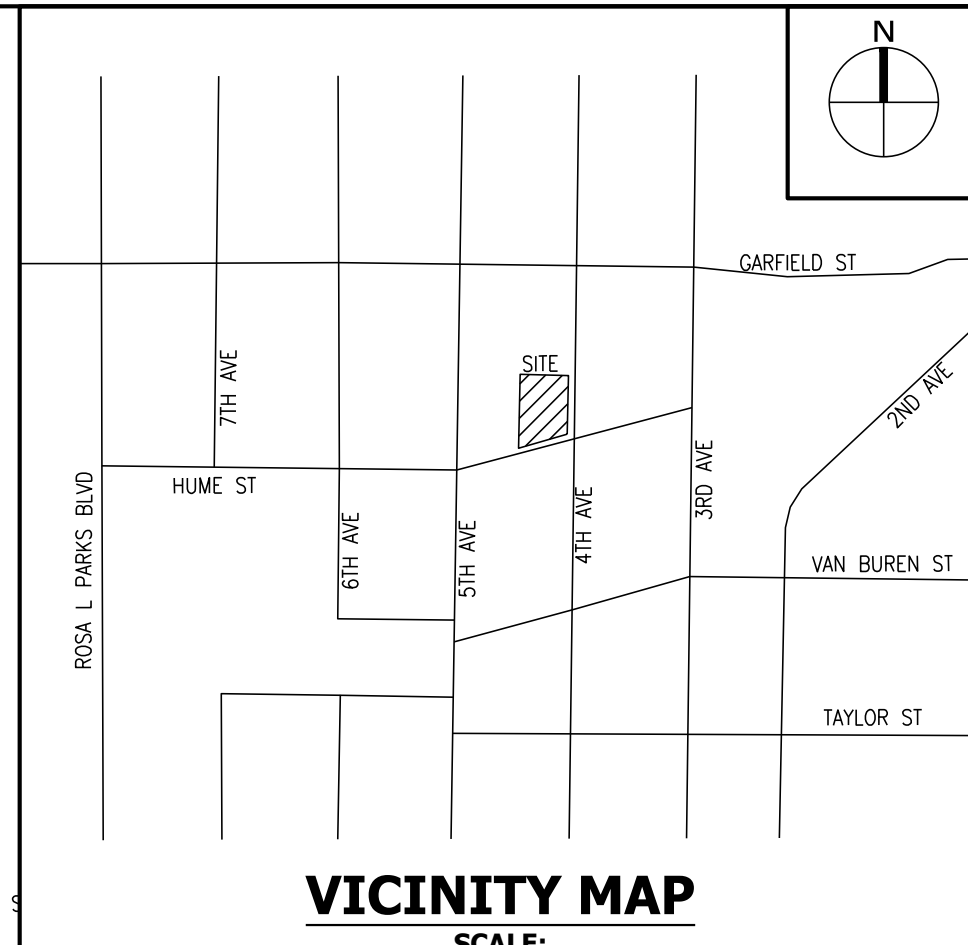 N
GARFIELD ST
SITE
7TH AVE
2ND AVE
HUME ST
3RD AVE
ROSA L PARKS BLVD
6TH AVE
5TH AVE
4TH AVE
VAN BUREN ST
TAYLOR ST
VICINITY MAP
SCALE: